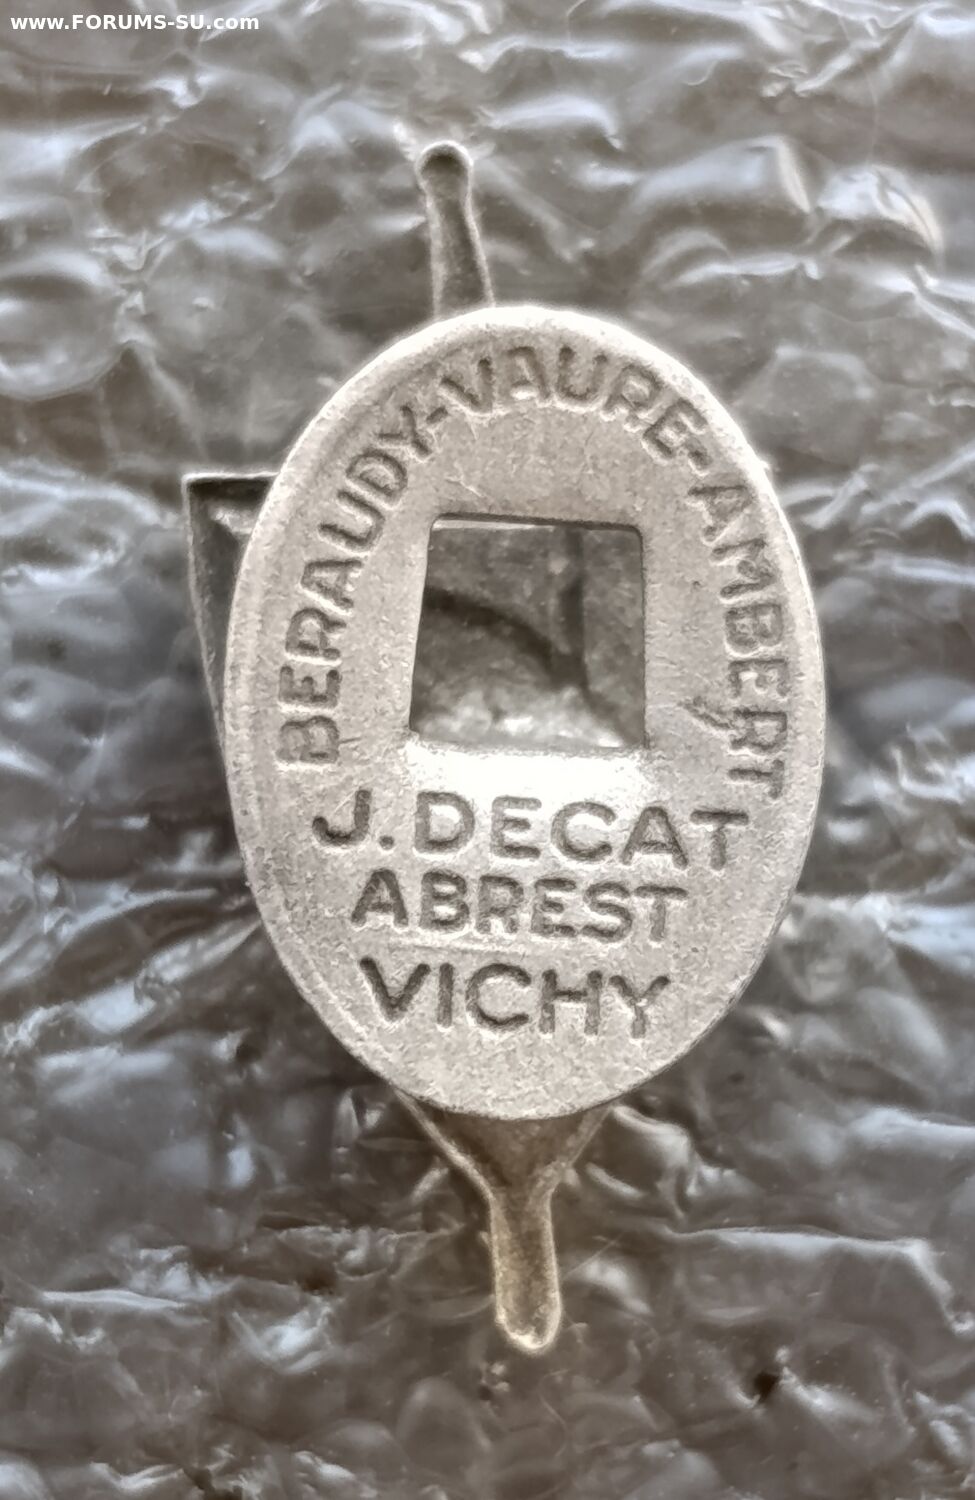 www.FORUMS-SU.com
BERAUDY-VAURE-AMBERT
J. DECAT
ABREST
VICHY